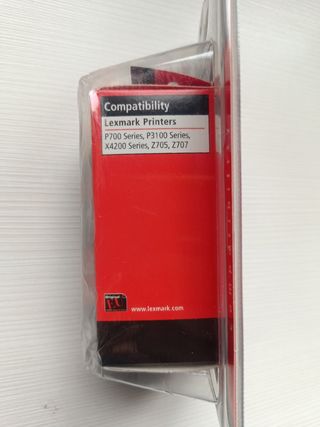 Compatibility
Lexmark Printers
P700 Series, P3100 Series,
X4200 Series, Z705, Z707
www.lexmark.com